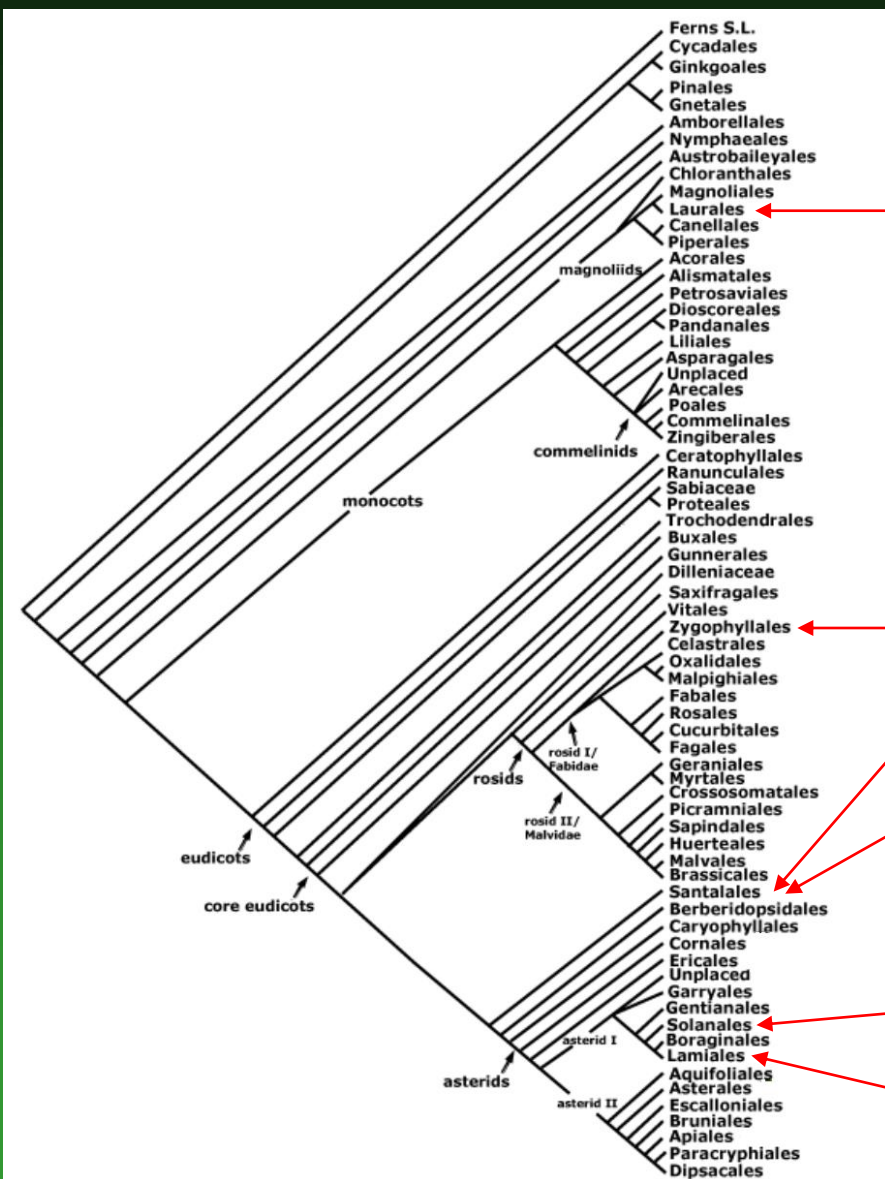 Ferns S.L.
Cycadales
Ginkgoales
Pinales
Gnetales
Amborellales
Nymphaeales
Austrobaileyales
Chloranthales
Magnoliales
Laurales
Canellales
Piperales
magnoliids
Acorales
Alismatales
Petrosaviales
Dioscoreales
Pandanales
Liliales
Asparagales
Unplaced
Arecales
Poales
Commelinales
Zingiberales
commelinids
monocots
Ceratophyllales
Ranunculales
Sabiaceae
Proteales
Trochodendrales
Buxales
Gunnerales
Dilleniaceae
Saxifragales
Vitales
Zygophyllales
Celastrales
Oxalidales
Malpighiales
Fabales
Rosales
Cucurbitales
Fagales
rosid I/
Fabidae
rosids
Geraniales
Myrtales
Crossosomatales
Picramniales
Sapindales
Huerteales
Malvales
Brassicales
rosid II/
Malvidae
eudicots
core eudicots
Santalales
Berberidopsidales
Caryophyllales
Cornales
Ericales
Unplaced
Garryales
Gentianales
Solanales
Boraginales
Lamiales
asterid I
asterids
asterid II
Aquifoliales
Asterales
Escalloniales
Bruniales
Apiales
Paracryphiales
Dipsacales